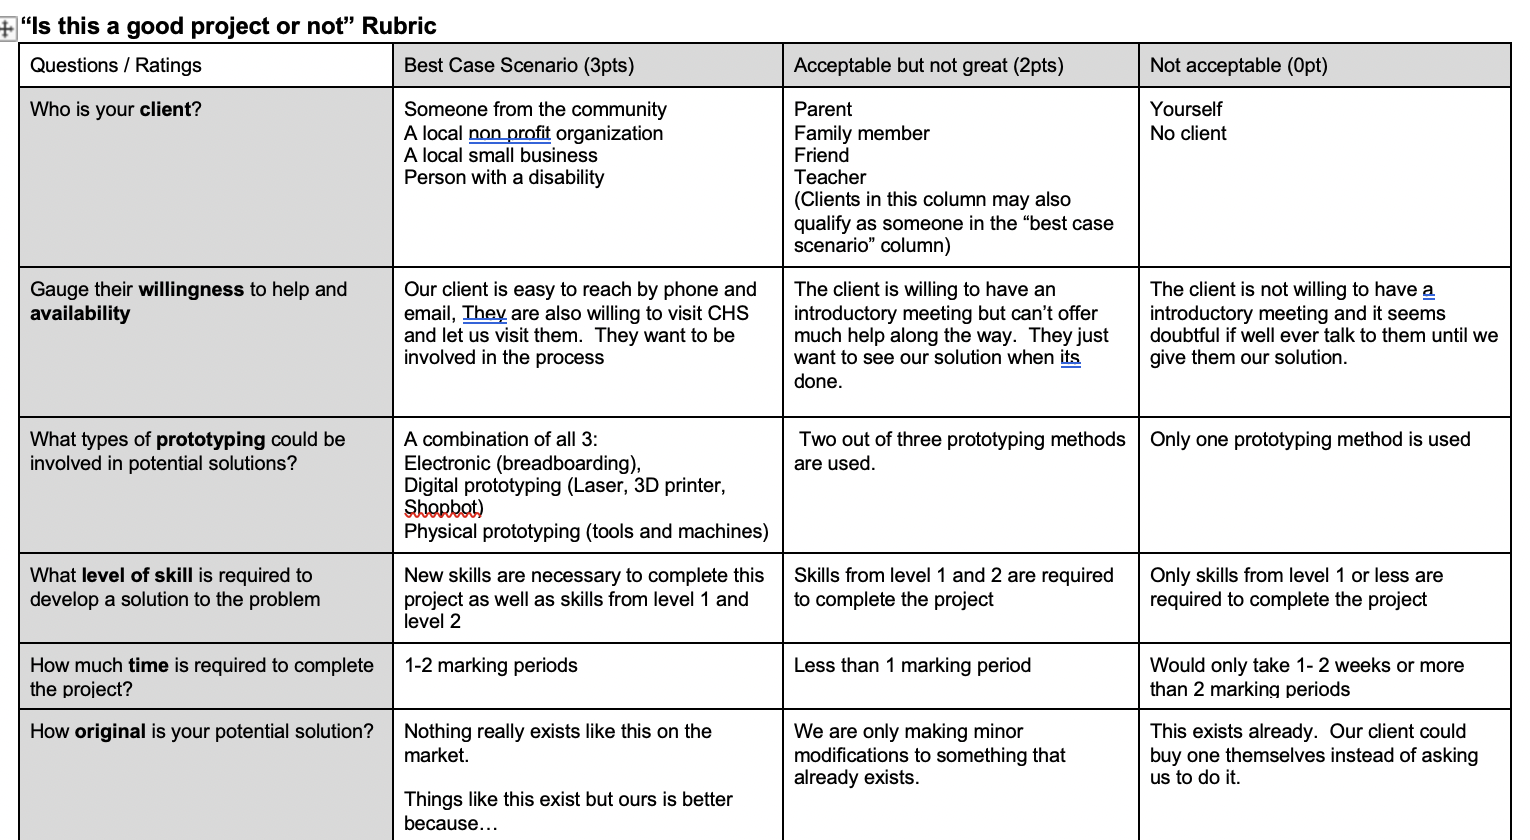 “Is this a good project or not” Rubric
Questions / Ratings
Best Case Scenario (3pts)
Acceptable but not great (2pts)
Not acceptable (0pt)
Who is your client?
Someone from the community
A local non profit organization
A local small business
Person with a disability
Parent
Family member
Friend
Teacher
(Clients in this column may also
qualify as someone in the “best case
scenario” column)
Yourself
No client
Gauge their willingness to help and
availability
Our client is easy to reach by phone and
email, They are also willing to visit CHS
and let us visit them.  They want to be
involved in the process
The client is willing to have an
introductory meeting but can’t offer
much help along the way.  They just
want to see our solution when its
done.
The client is not willing to have a
introductory meeting and it seems
doubtful if well ever talk to them until we
give them our solution.
What types of prototyping could be
involved in potential solutions?
A combination of all 3:
Electronic (breadboarding),
Digital prototyping (Laser, 3D printer,
Shopbot)
Physical prototyping (tools and machines)
Two out of three prototyping methods
are used.
Only one prototyping method is used
What level of skill is required to
develop a solution to the problem
New skills are necessary to complete this
project as well as skills from level 1 and
level 2
Skills from level 1 and 2 are required
to complete the project
Only skills from level 1 or less are
required to complete the project
How much time is required to complete
the project?
1-2 marking periods
Less than 1 marking period
Would only take 1- 2 weeks or more
than 2 marking periods
How original is your potential solution?
Nothing really exists like this on the
market.
Things like this exist but ours is better
because…
We are only making minor
modifications to something that
already exists.
This exists already.  Our client could
buy one themselves instead of asking
us to do it.